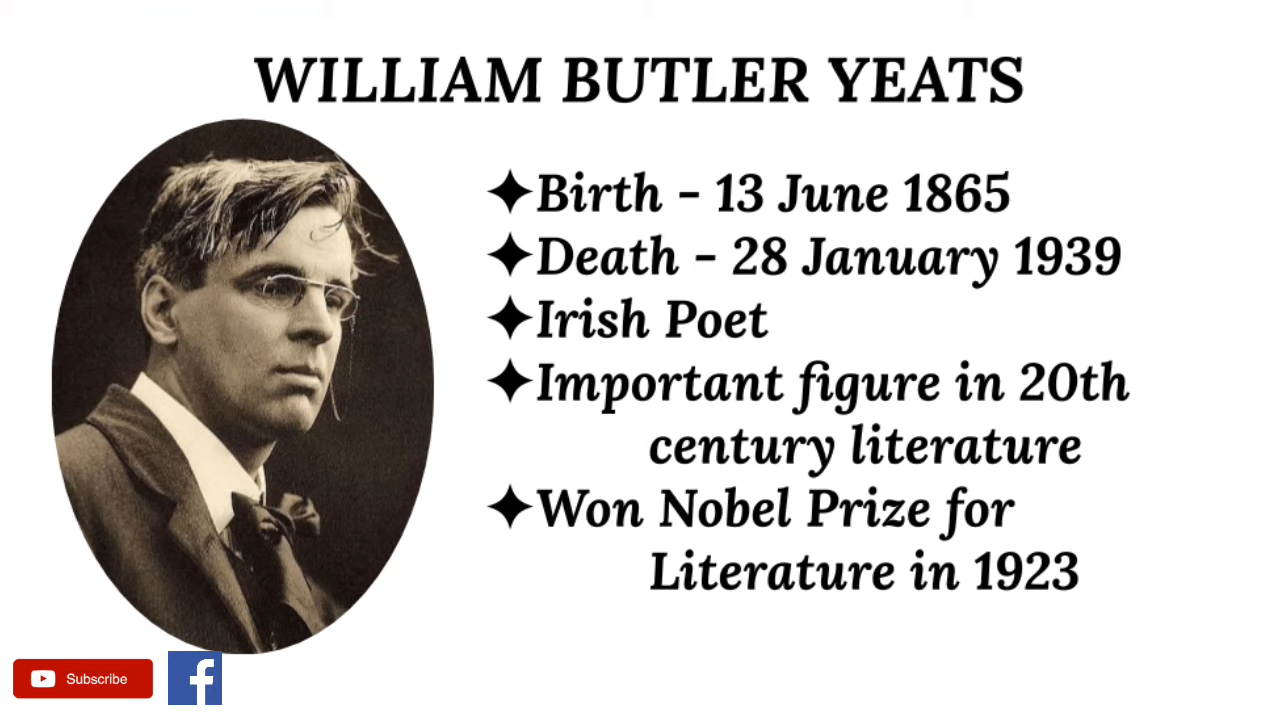 WILLIAM BUTLER YEATS
✦Birth - 13 June 1865
✦Death - 28 January 1939
✦Irish Poet
✦Important figure in 20th
century literature
✦Won Nobel Prize for
Literature in 1923
Subscribe
f